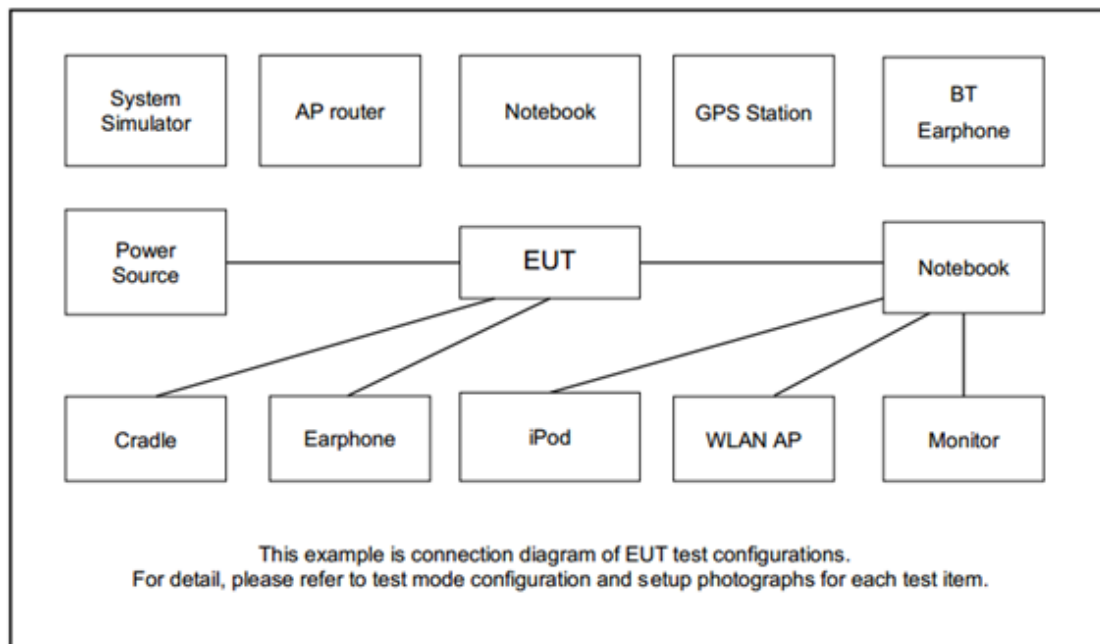 System
Simulator
AP router
Notebook
GPS Station
BT
Earphone
Power
Source
EUT
Notebook
Cradle
Earphone
iPod
WLAN AP
Monitor
This example is connection diagram of EUT test configurations.
For detail, please refer to test mode configuration and setup photographs for each test item.